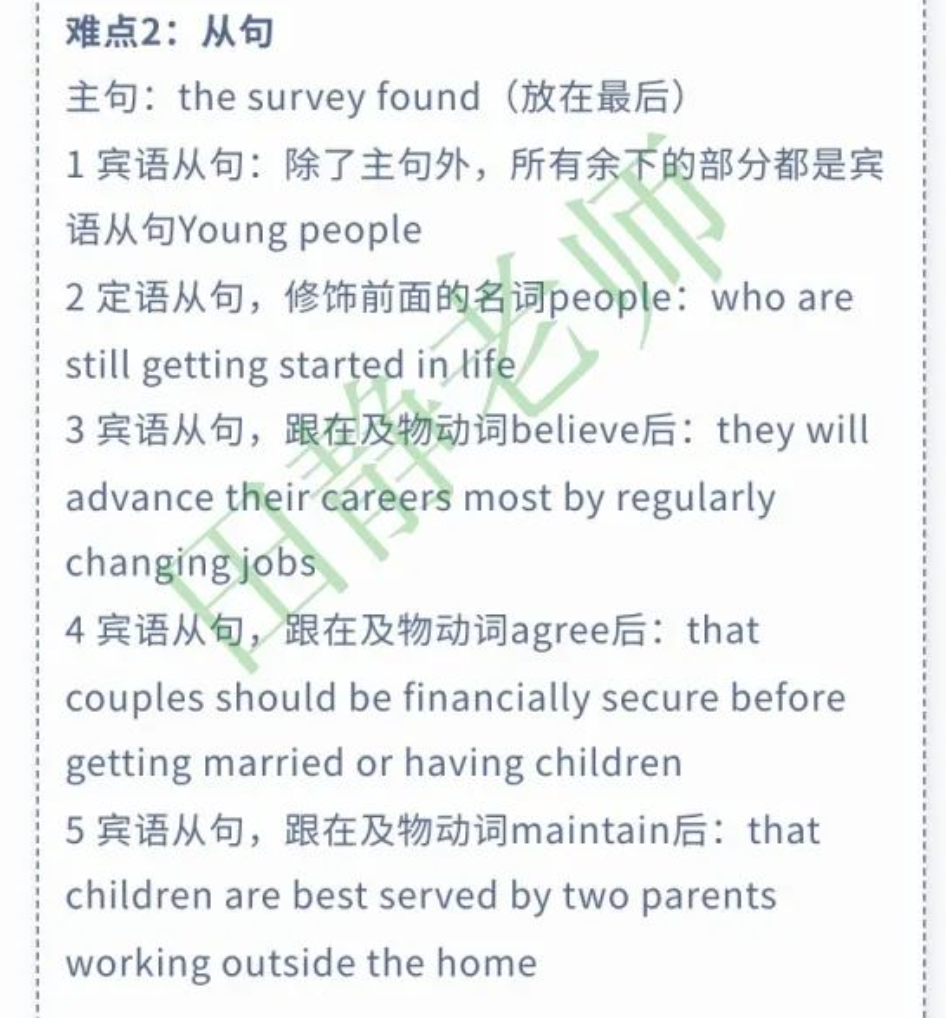 难点2：从句
主句：the survey found（放在最后）
1 宾语从句：除了主句外，所有余下的部分都是宾
语从句Young people
2 定语从句，修饰前面的名词people：who are
still getting started in life
3 宾语从句，跟在及物动词believe后：they will
advance their careers most by regularly
changing jobs
4 宾语从句，跟在及物动词agree后：that
couples should be financially secure before
getting married or having children
5 宾语从句，跟在及物动词maintain后：that
children are best served by two parents
working outside the home
田静老师